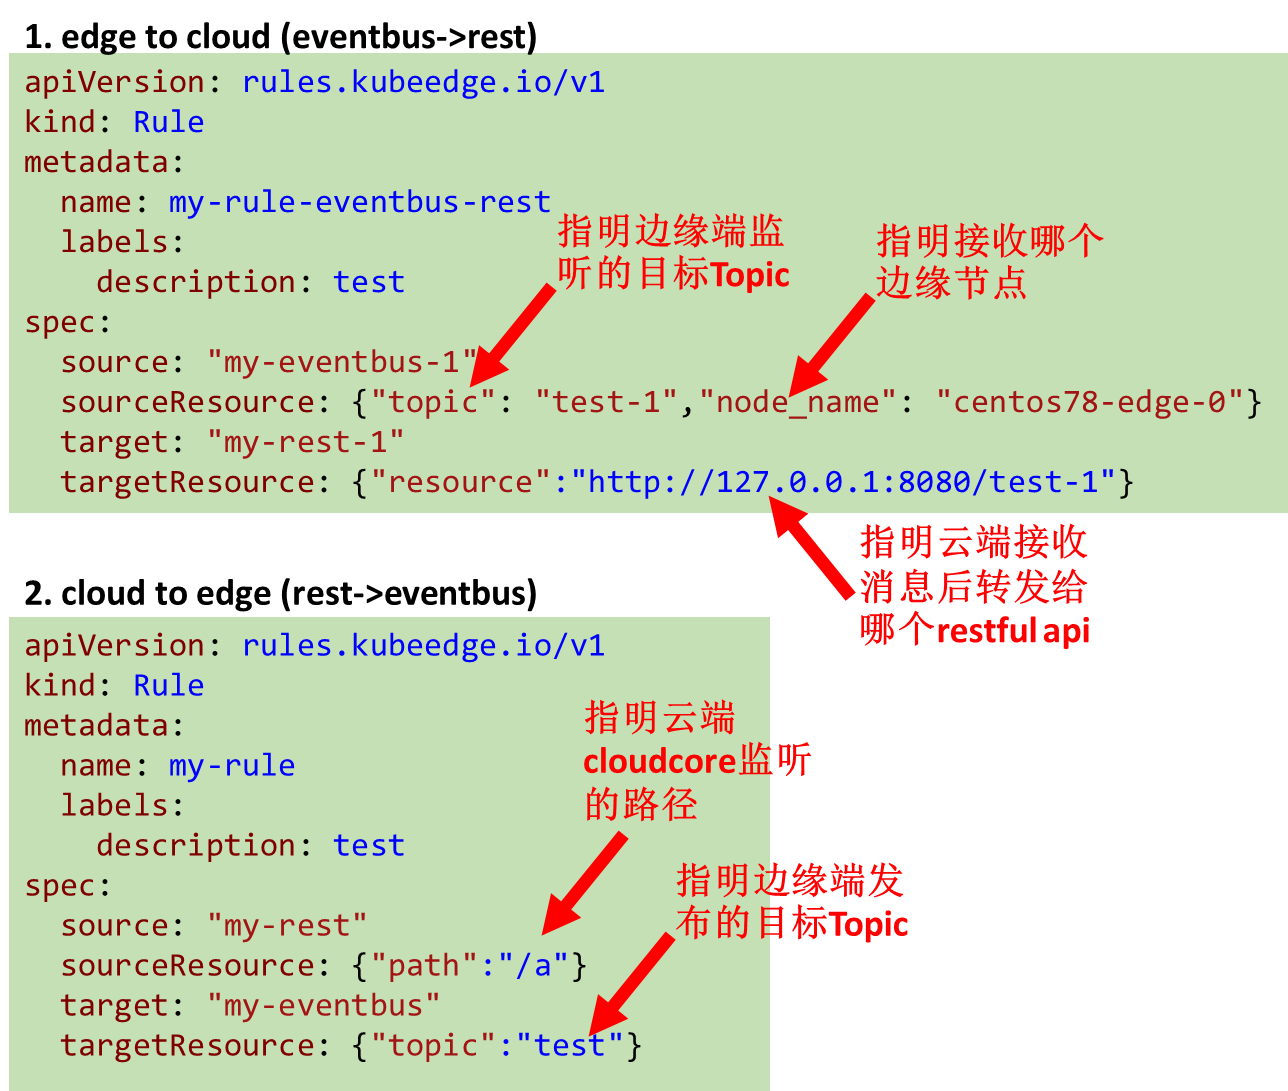 1. edge to cloud (eventbus->rest)
apiVersion: rules.kubeedge.io/v1
kind: Rule
metadata:
  name: my-rule-eventbus-rest
  labels:
    description: test
指明边缘端监
听的目标Topic
指明接收哪个
边缘节点
spec:
  source: "my-eventbus-1"
  sourceResource: {"topic": "test-1","node_name": "centos78-edge-0"}
  target: "my-rest-1"
  targetResource: {"resource":"http://127.0.0.1:8080/test-1"}
指明云端接收
消息后转发给
哪个restful api
2. cloud to edge (rest->eventbus)
apiVersion: rules.kubeedge.io/v1
kind: Rule
metadata:
  name: my-rule
  labels:
    description: test
指明云端
cloudcore监听
的路径
spec:
  source: "my-rest"
  sourceResource: {"path":"/a"}
  target: "my-eventbus"
  targetResource: {"topic":"test"}
指明边缘端发
布的目标Topic